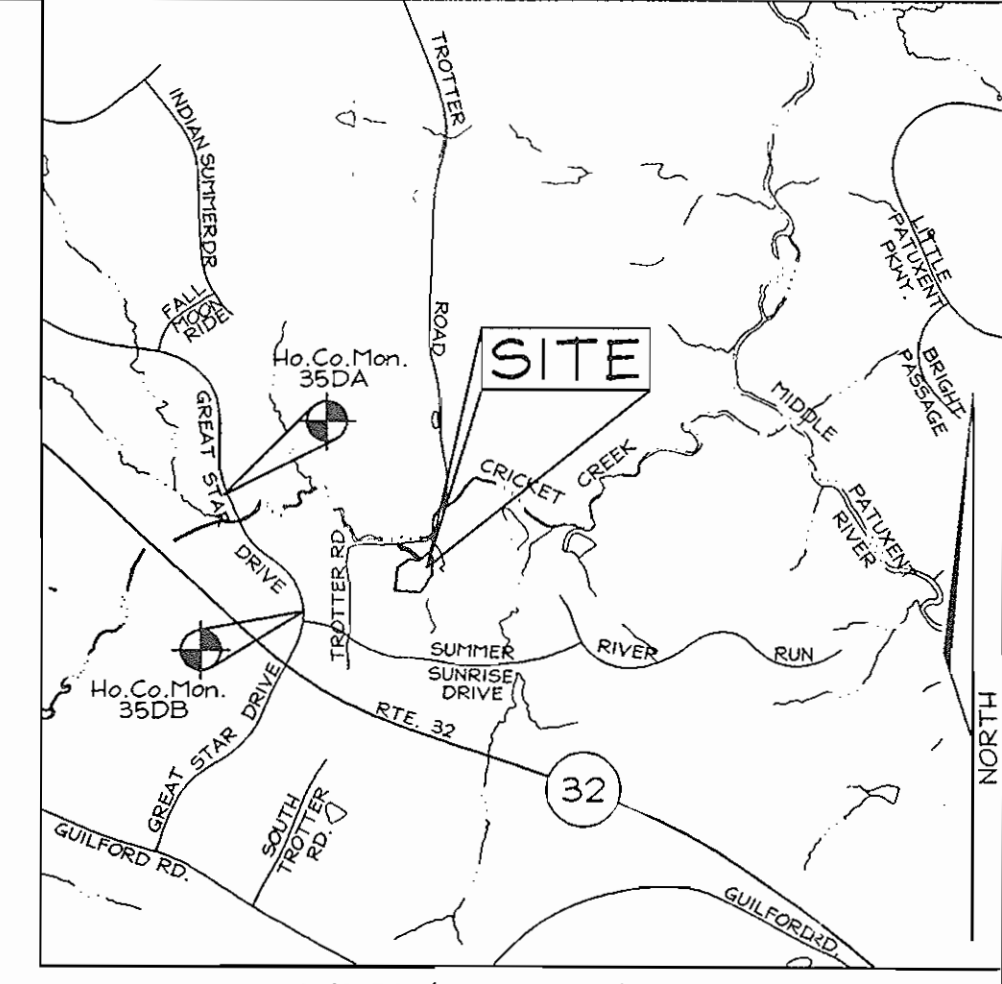 TROTTER
INDIAN SUMMER DR
LITTLE
PATUXENT
PKWY.
FALL
MOON
RIDE
ROAD
SITE
Ho.Co.Mon.
35DA
BRIGHT
PASSAGE
GREAT STAR
MIDDLE
CRICKET CREEK
PATUXENT
RIVER
DRIVE
TROTTER RD
SUMMER
RIVER
RUN
SUNRISE
DRIVE
Ho.Co.Mon.
35DB
RTE. 32
NORTH
GREAT STAR DRIVE
32
SOUTH
TROTTER
RD.
GUILFORD RD.
GUILFORD RD.